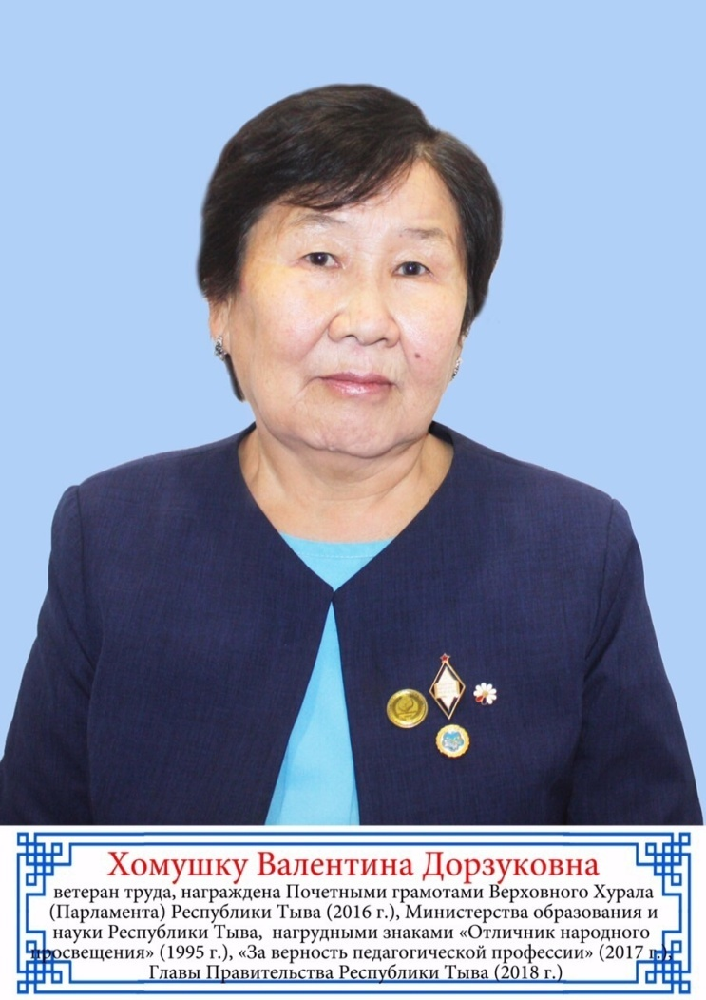 Хомушку Валентина Дорзуковна
ветеран труда, награждена Почетными грамотами Верховного Хурала
(Парламента) Республики Тыва (2016 г.), Министерства образования и
науки Республики Тыва, нагрудными знаками «Отличник народного
просвещения» (1995 г.), «За верность педагогической профессии» (2017 г.),
Главы Правительства Республики Тыва (2018 г.)